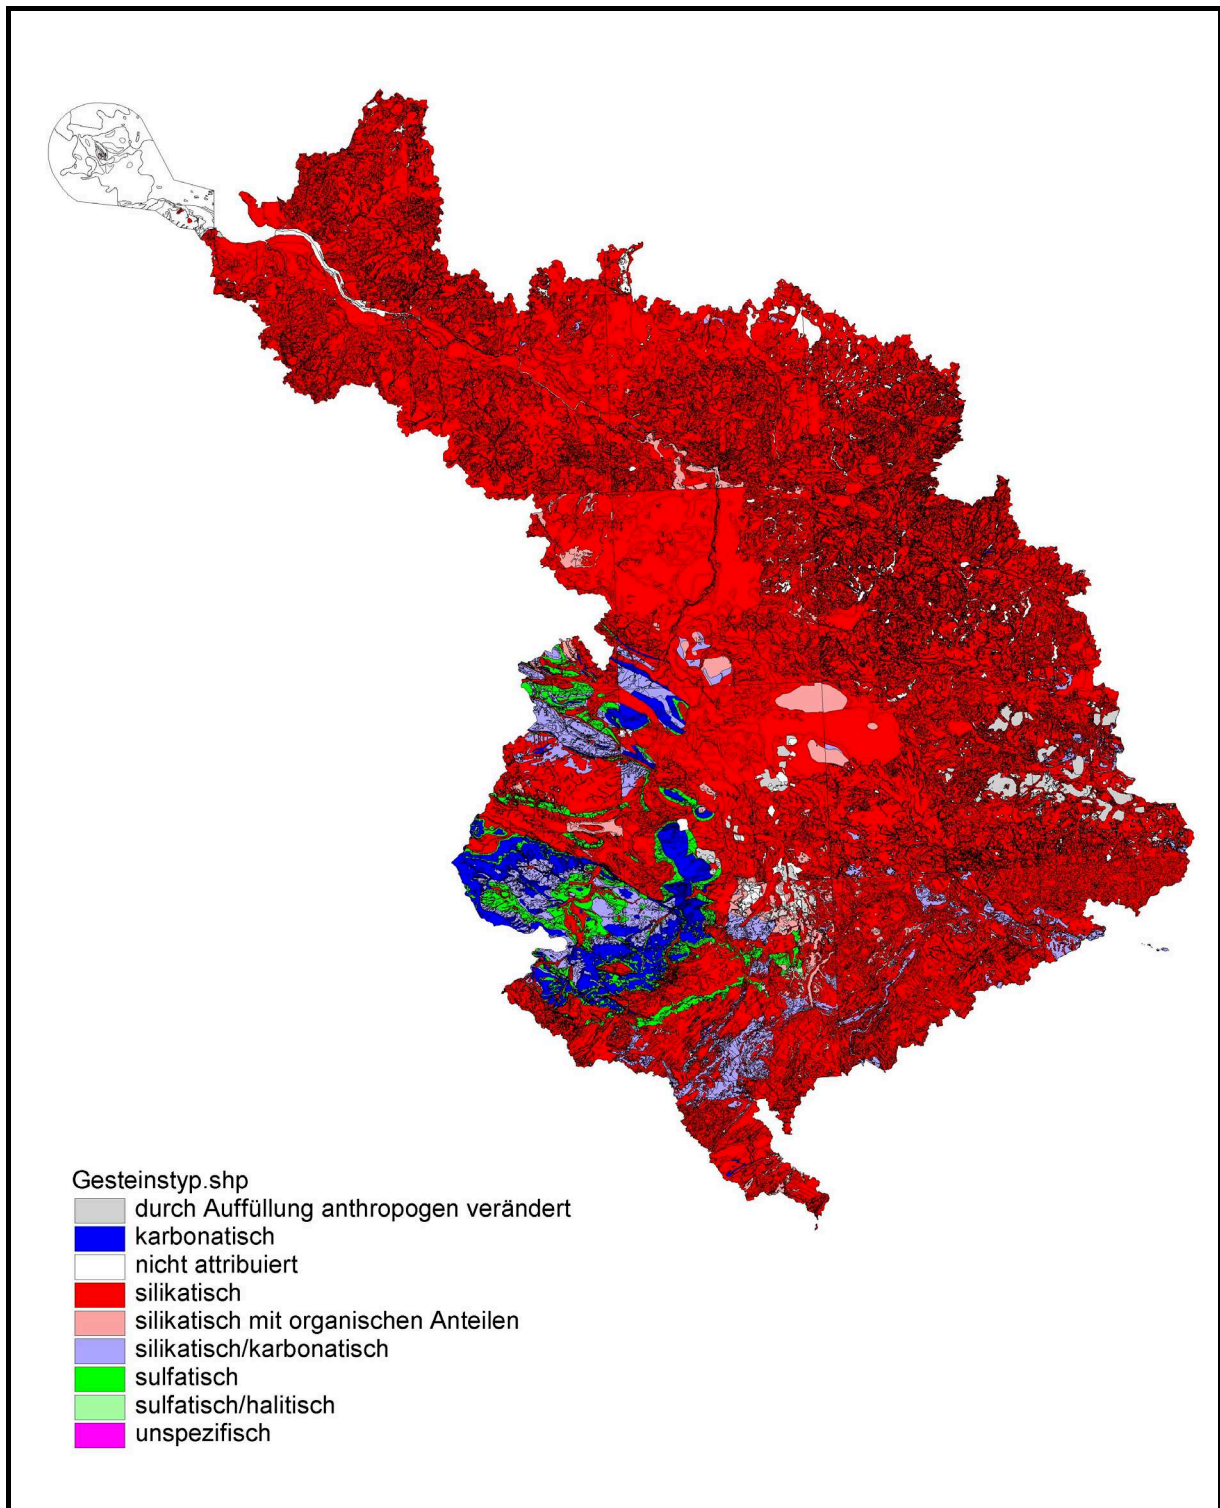 Gesteinstyp.shp
durch Auffüllung anthropogen verändert
karbonatisch
nicht attribuiert
silikatisch
silikatisch mit organischen Anteilen
silikatisch/karbonatisch
sulfatisch
sulfatisch/halitisch
unspezifisch